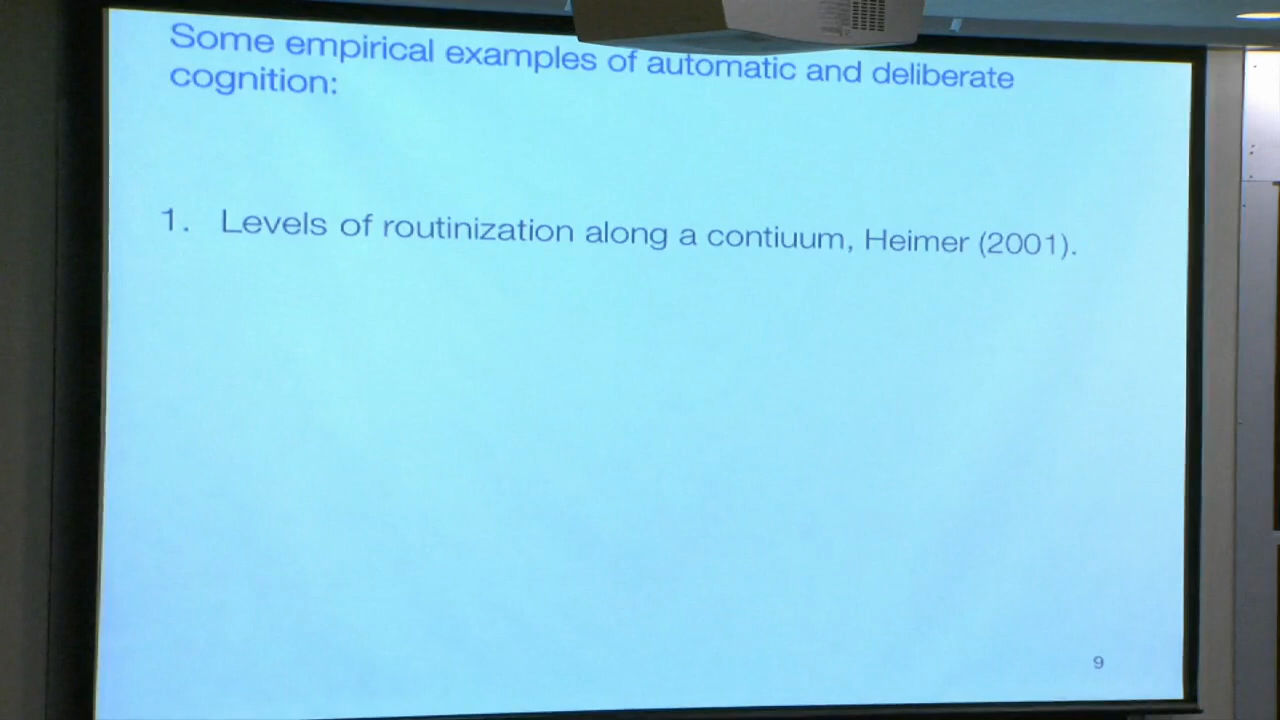 Some empirical examples of automatic and deliberate
cognition:
1. Levels of routinization along a contiuum, Heimer (2001).
9